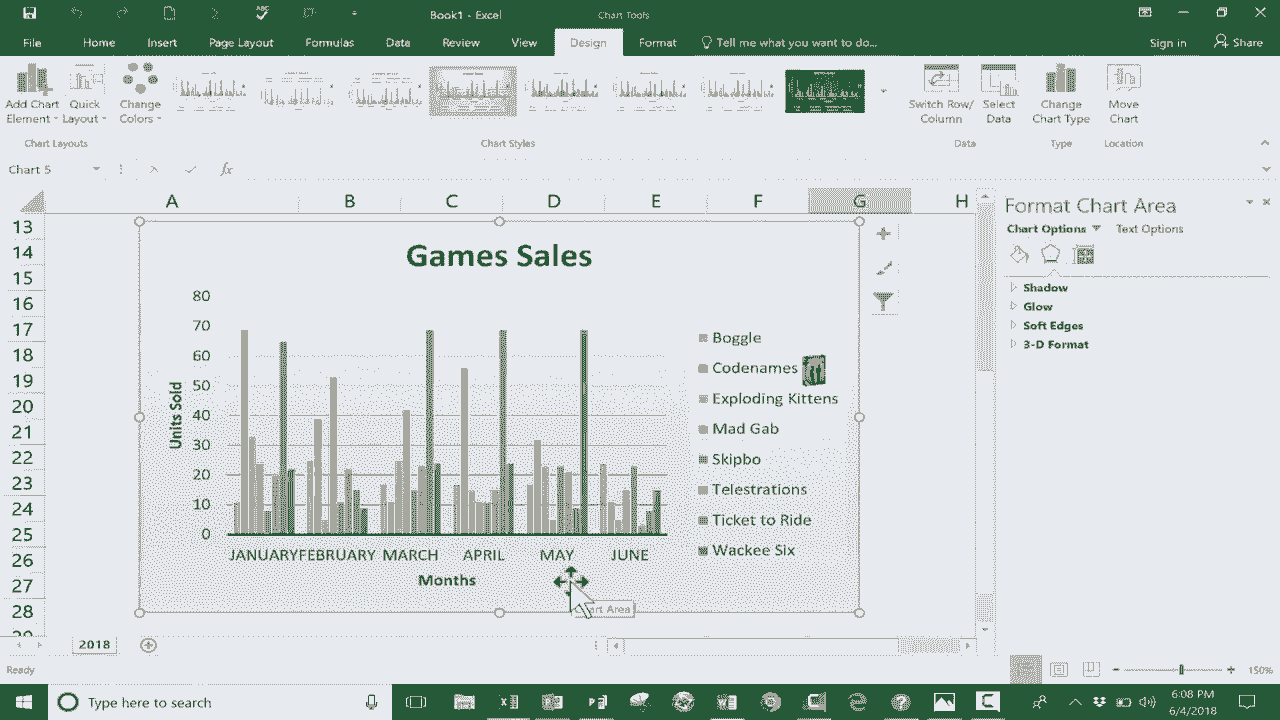 Book1 - Excel
Chart Tools
File Home Insert Page Layout Formulas Data Review View Design Format Tell me what you want to do... Sign in Share
Add Chart Element
Quick Layout
Change Colors
Switch Row/ Column
Select Data
Change Chart Type
Move Chart
Chart Layouts Chart Styles Data Type Location
Chart 5 fx
A B C D E F G H
13
14
15
16
17
18
19
20
21
22
23
24
25
26
27
28
Games Sales
Units Sold
80
70
60
50
40
30
20
10
0
JANUARY FEBRUARY MARCH APRIL MAY JUNE
Months
Boggle
Codenames
Exploding Kittens
Mad Gab
Skipbo
Telestrations
Ticket to Ride
Wackee Six
Area
Format Chart Area
Chart Options Text Options
Shadow
Glow
Soft Edges
3-D Format
2018
Ready 150%
Type here to search
6:08 PM
6/4/2018